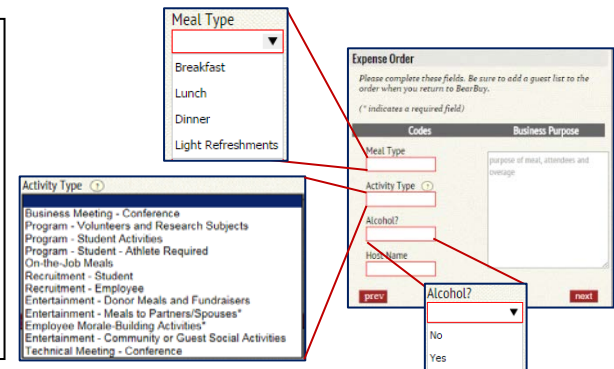 Meal Type
Breakfast
Lunch
Dinner
Light Refreshments
Expense Order
Please complete these fields. Be sure to add a guest list to the
order when you return to BearBuy.
(* indicates a required field)
Codes
Business Purpose
Meal Type
purpose of meal, attendees and
overage
Activity Type ?
Alcohol?
Host Name
prev
next
Activity Type ?
Business Meeting - Conference
Program - Volunteers and Research Subjects
Program - Student Activities
Program - Student - Athlete Required
On-the-Job Meals
Recruitment - Student
Recruitment - Employee
Entertainment - Donor Meals and Fundraisers
Entertainment - Meals to Partners/Spouses*
Employee Morale-Building Activities*
Entertainment - Community or Guest Social Activities
Technical Meeting - Conference
Alcohol?
No
Yes